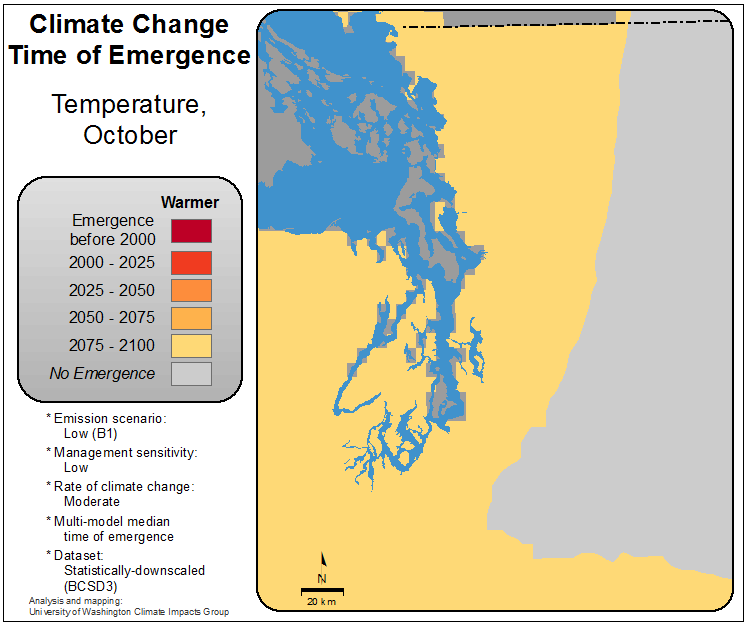 Climate Change
Time of Emergence
Temperature,
October
Warmer
Emergence
before 2000
2000 - 2025
2025 - 2050
2050 - 2075
2075 - 2100
No Emergence
* Emission scenario:
Low (B1)
* Management sensitivity:
Low
* Rate of climate change:
Moderate
* Multi-model median
time of emergence
* Dataset:
Statistically-downscaled
(BCSD3)
Analysis and mapping:
University of Washington Climate Impacts Group
N
20 km